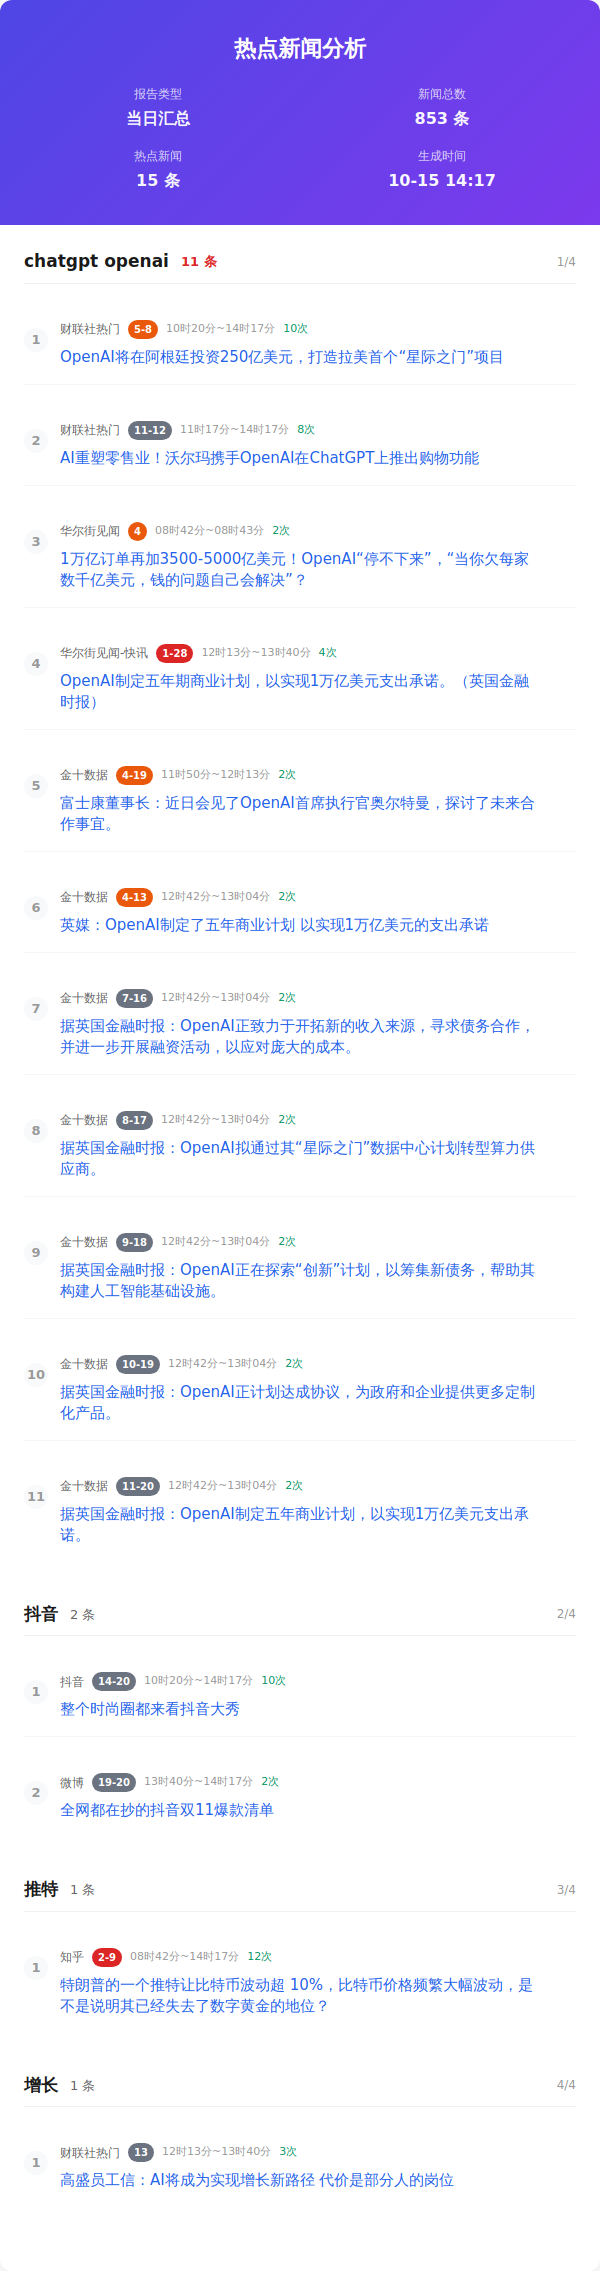 热点新闻分析
报告类型
新闻总数
当日汇总
853 条
热点新闻
生成时间
15 条
10-15 14:17
chatgpt openai 11 条 1/4
1
财联社热门 5-8 10时20分~14时17分 10次
OpenAI将在阿根廷投资250亿美元，打造拉美首个“星际之门”项目
2
财联社热门 11-12 11时17分~14时17分 8次
AI重塑零售业！沃尔玛携手OpenAI在ChatGPT上推出购物功能
3
华尔街见闻 4 08时42分~08时43分 2次
1万亿订单再加3500-5000亿美元！OpenAI“停不下来”，“当你欠每家
数千亿美元，钱的问题自己会解决”？
4
华尔街见闻-快讯 1-28 12时13分~13时40分 4次
OpenAI制定五年期商业计划，以实现1万亿美元支出承诺。（英国金融
时报）
5
金十数据 4-19 11时50分~12时13分 2次
富士康董事长：近日会见了OpenAI首席执行官奥尔特曼，探讨了未来合
作事宜。
6
金十数据 4-13 12时42分~13时04分 2次
英媒：OpenAI制定了五年商业计划 以实现1万亿美元的支出承诺
7
金十数据 7-16 12时42分~13时04分 2次
据英国金融时报：OpenAI正致力于开拓新的收入来源，寻求债务合作，
并进一步开展融资活动，以应对庞大的成本。
8
金十数据 8-17 12时42分~13时04分 2次
据英国金融时报：OpenAI拟通过其“星际之门”数据中心计划转型算力供
应商。
9
金十数据 9-18 12时42分~13时04分 2次
据英国金融时报：OpenAI正在探索“创新”计划，以筹集新债务，帮助其
构建人工智能基础设施。
10
金十数据 10-19 12时42分~13时04分 2次
据英国金融时报：OpenAI正计划达成协议，为政府和企业提供更多定制
化产品。
11
金十数据 11-20 12时42分~13时04分 2次
据英国金融时报：OpenAI制定五年商业计划，以实现1万亿美元支出承
诺。
抖音 2 条 2/4
1
抖音 14-20 10时20分~14时17分 10次
整个时尚圈都来看抖音大秀
2
微博 19-20 13时40分~14时17分 2次
全网都在抄的抖音双11爆款清单
推特 1 条 3/4
1
知乎 2-9 08时42分~14时17分 12次
特朗普的一个推特让比特币波动超 10%，比特币价格频繁大幅波动，是
不是说明其已经失去了数字黄金的地位？
增长 1 条 4/4
1
财联社热门 13 12时13分~13时40分 3次
高盛员工信：AI将成为实现增长新路径 代价是部分人的岗位